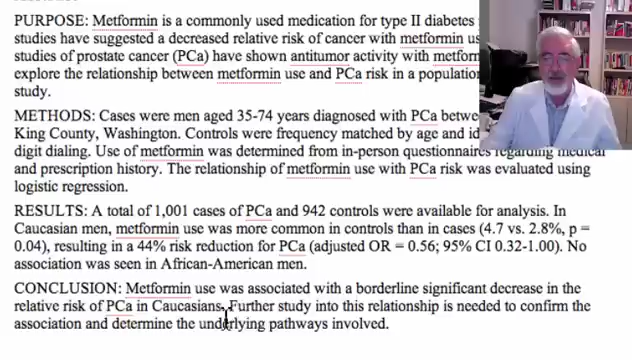 PURPOSE: Metformin is a commonly used medication for type II diabetes
studies have suggested a decreased relative risk of cancer with metformin
studies of prostate cancer (PCa) have shown antitumor activity with
explore the relationship between metformin use and PCa risk in a
study.
METHODS: Cases were men aged 35-74 years diagnosed with PCa
King County, Washington. Controls were frequency matched by age and
digit dialing. Use of metformin was determined from in-person questionnaires regarding medical
and prescription history. The relationship of metformin use with PCa risk was evaluated using
logistic regression.
RESULTS: A total of 1,001 cases of PCa and 942 controls were available for analysis. In
Caucasian men, metformin use was more common in controls than in cases (4.7 vs. 2.8%, p =
0.04), resulting in a 44% risk reduction for PCa (adjusted OR = 0.56; 95% CI 0.32-1.00). No
association was seen in African-American men.
CONCLUSION: Metformin use was associated with a borderline significant decrease in the
relative risk of PCa in Caucasians. Further study into this relationship is needed to confirm the
association and determine the underlying pathways involved.